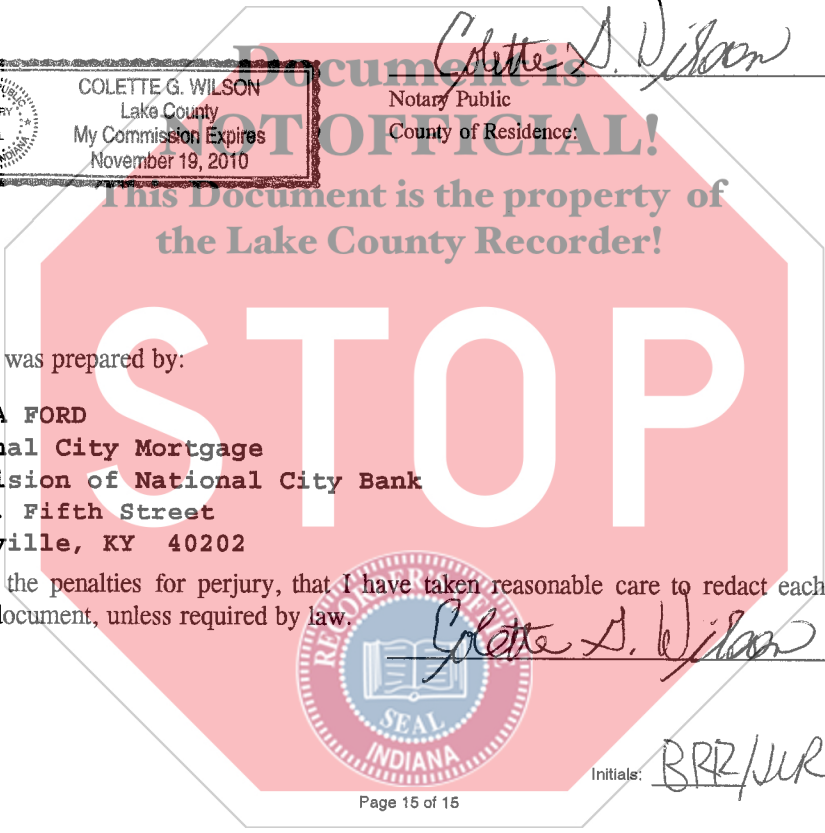 Colette G. Wilson
Document is
COLETTE G. WILSON
Lake County
My Commission Expires
November 19, 2010
Notary Public
County of Residence:
NOT OFFICIAL!
This Document is the property of
the Lake County Recorder!
STOP
was prepared by:
A FORD
nal City Mortgage
ision of National City Bank
. Fifth Street
ville, KY 40202
the penalties for perjury, that I have taken reasonable care to redact each
document, unless required by law.
Colette G. Wilson
SEAL
INDIANA
Initials: BRR/JLR
Page 15 of 15